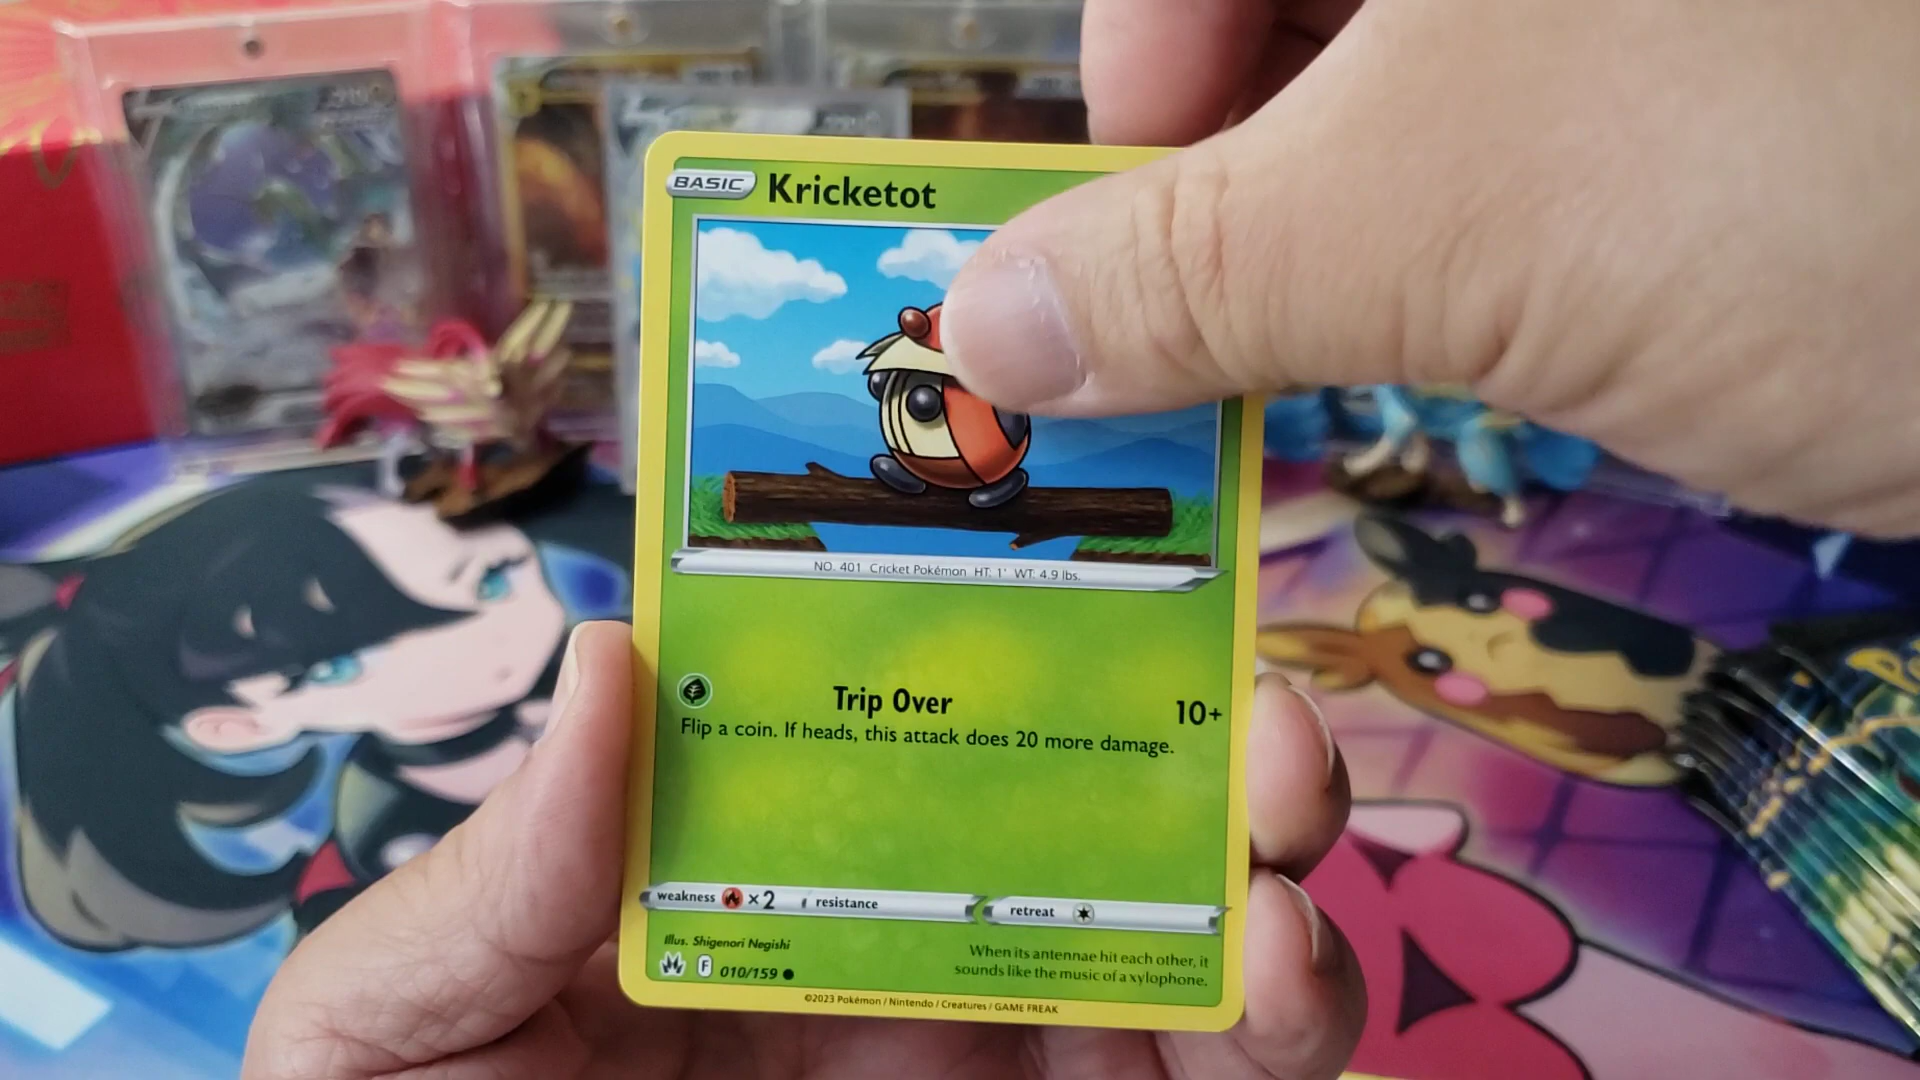 BASIC Kricketot
NO. 401 Cricket Pokémon HT: 1' WT: 4.9 lbs.
Trip Over 10+
Flip a coin. If heads, this attack does 20 more damage.
weakness ×2 resistance retreat
Illus. Shigenori Negishi
When its antennae hit each other, it
sounds like the music of a xylophone.
F 010/159
©2023 Pokémon / Nintendo / Creatures / GAME FREAK